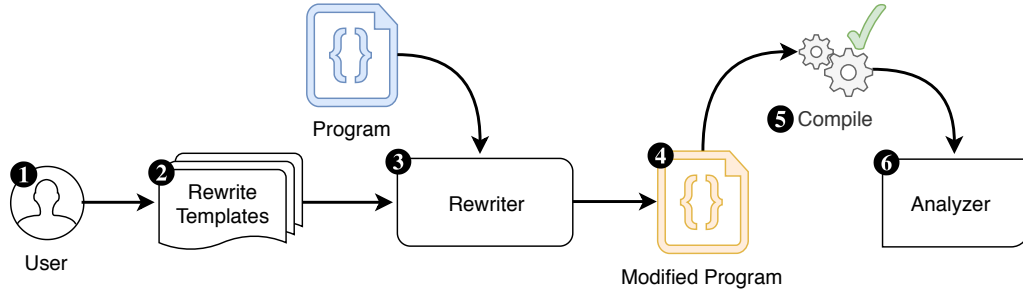 {}
Program
1
User
2
Rewrite
Templates
3
Rewriter
4
{}
Modified Program
5 Compile
6
Analyzer